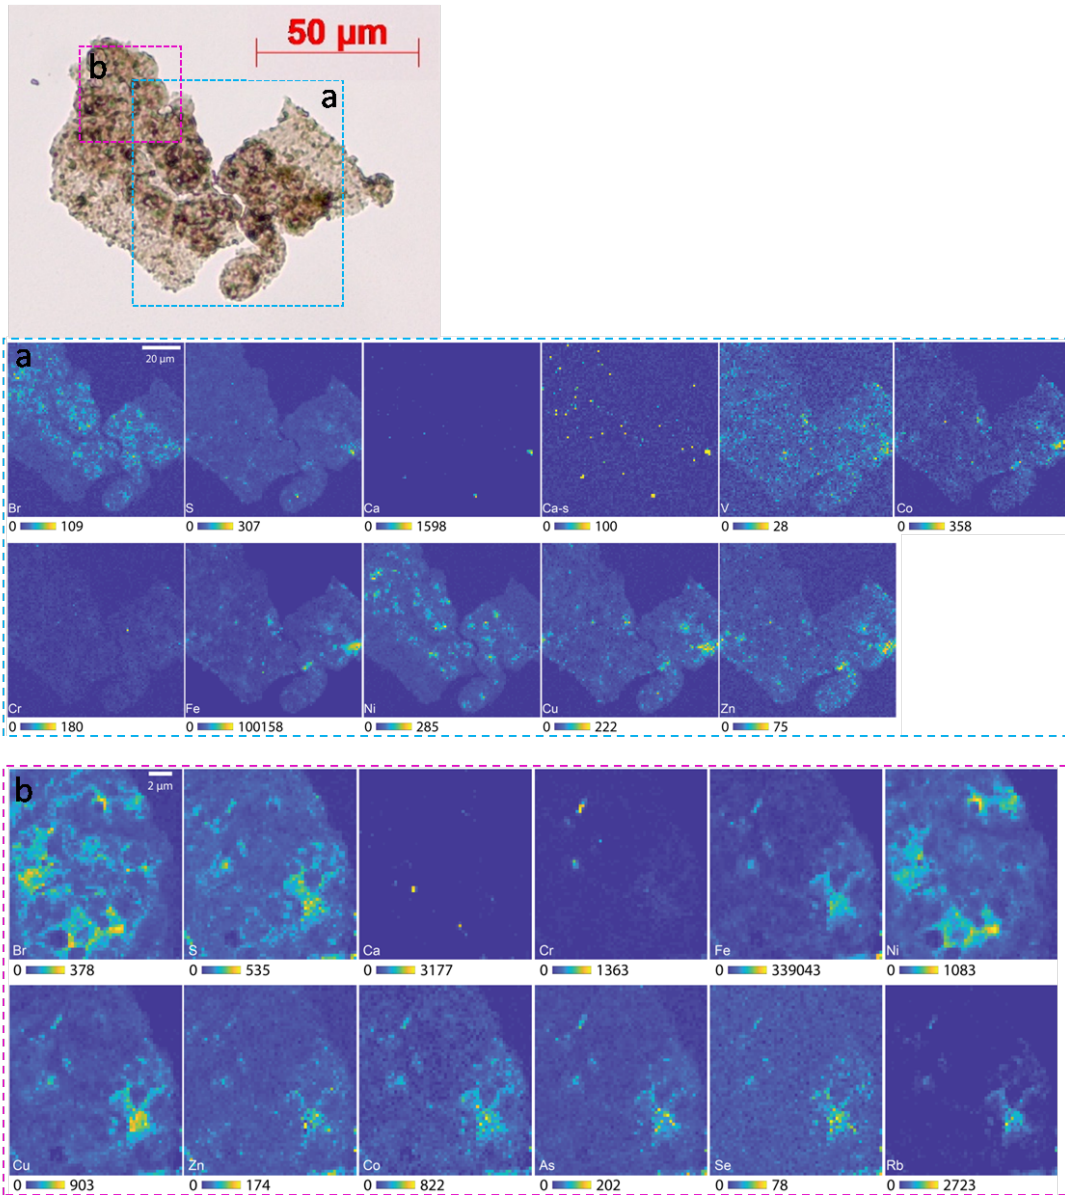 50 µm
b
a
a
20 µm
Br S Ca Ca-s V Co
0 109 0 307 0 1598 0 100 0 28 0 358
Cr Fe Ni Cu Zn
0 180 0 100158 0 285 0 222 0 75
b
2 µm
Br S Ca Cr Fe Ni
0 378 0 535 0 3177 0 1363 0 339043 0 1083
Cu Zn Co As Se Rb
0 903 0 174 0 822 0 202 0 78 0 2723